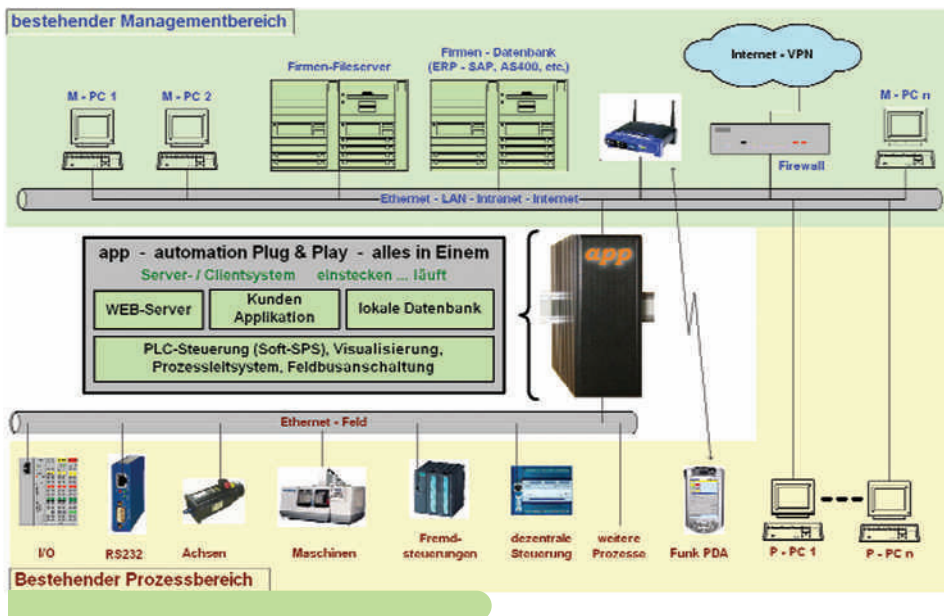 bestehender Managementbereich
Internet - VPN
Firmen-Fileserver
Firmen - Datenbank
(ERP - SAP, AS400, etc.)
M - PC 1
M - PC 2
M - PC n
Firewall
Ethernet - LAN - Intranet - Internet
app - automation Plug & Play - alles in Einem
Server- / Clientsystem einstecken ... läuft
WEB-Server
Kunden
Applikation
lokale Datenbank
PLC-Steuerung (Soft-SPS), Visualisierung,
Prozessleitsystem, Feldbusanschaltung
app
Ethernet - Feld
I/O
RS232
Achsen
Maschinen
Fremd-
steuerungen
dezentrale
Steuerung
weitere
Prozesse
Funk PDA
P - PC 1
P - PC n
Bestehender Prozessbereich